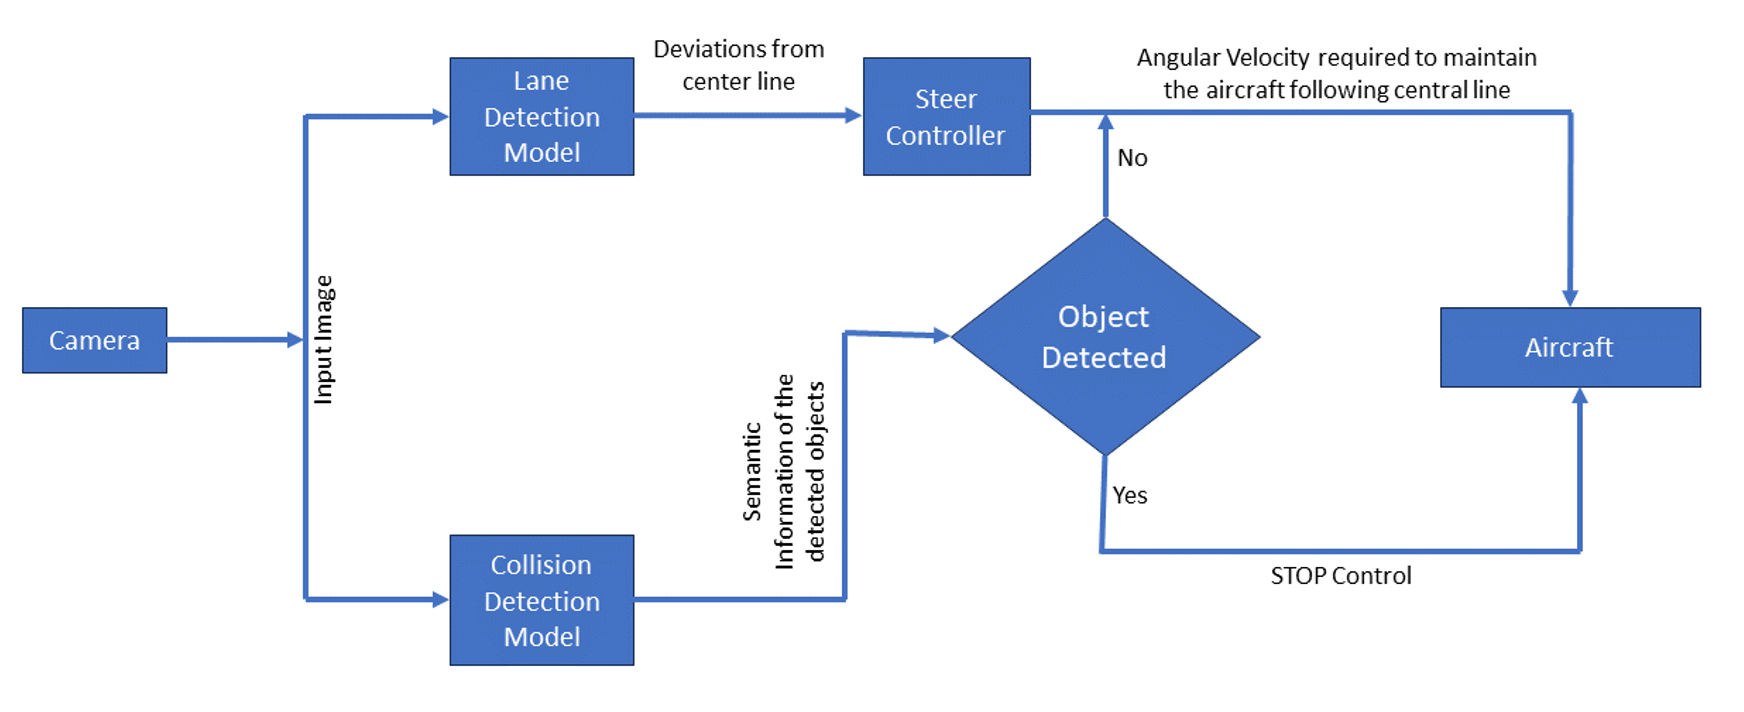 Camera
Input Image
Lane
Detection
Model
Deviations from
center line
Steer
Controller
Angular Velocity required to maintain
the aircraft following central line
No
Object
Detected
Yes
STOP Control
Aircraft
Collision
Detection
Model
Semantic
Information of the
detected objects